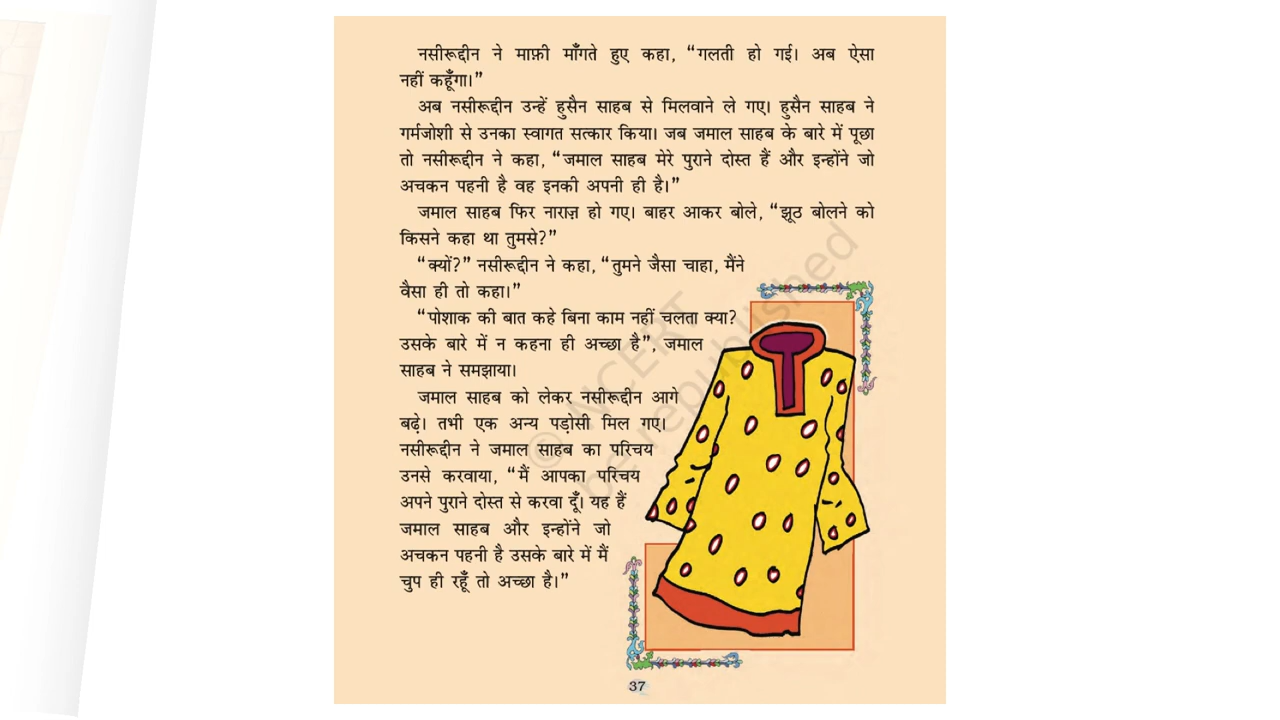 नसीरूद्दीन ने माफ़ी माँगते हुए कहा, “गलती हो गई। अब ऐसा
नहीं कहूँगा।”
अब नसीरूद्दीन उन्हें हुसैन साहब से मिलवाने ले गए। हुसैन साहब ने
गर्मजोशी से उनका स्वागत सत्कार किया। जब जमाल साहब के बारे में पूछा
तो नसीरूद्दीन ने कहा, “जमाल साहब मेरे पुराने दोस्त हैं और इन्होंने जो
अचकन पहनी है वह इनकी अपनी ही है।”
जमाल साहब फिर नाराज़ हो गए। बाहर आकर बोले, “झूठ बोलने को
किसने कहा था तुमसे?”
“क्यों?” नसीरूद्दीन ने कहा, “तुमने जैसा चाहा, मैंने
वैसा ही तो कहा।”
“पोशाक की बात कहे बिना काम नहीं चलता क्या?
उसके बारे में न कहना ही अच्छा है”, जमाल
साहब ने समझाया।
जमाल साहब को लेकर नसीरूद्दीन आगे
बढ़े। तभी एक अन्य पड़ोसी मिल गए।
नसीरूद्दीन ने जमाल साहब का परिचय
उनसे करवाया, “मैं आपका परिचय
अपने पुराने दोस्त से करवा दूँ। यह हैं
जमाल साहब और इन्होंने जो
अचकन पहनी है उसके बारे में मैं
चुप ही रहूँ तो अच्छा है।”
© NCERT
be republished
37